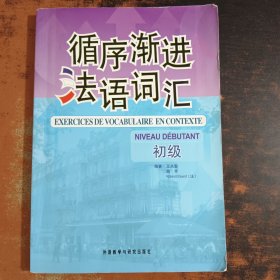 循序渐进
法语词汇
EXERCICES DE VOCABULAIRE EN CONTEXTE
NIVEAU DÉBUTANT
初级
外语教学与研究出版社